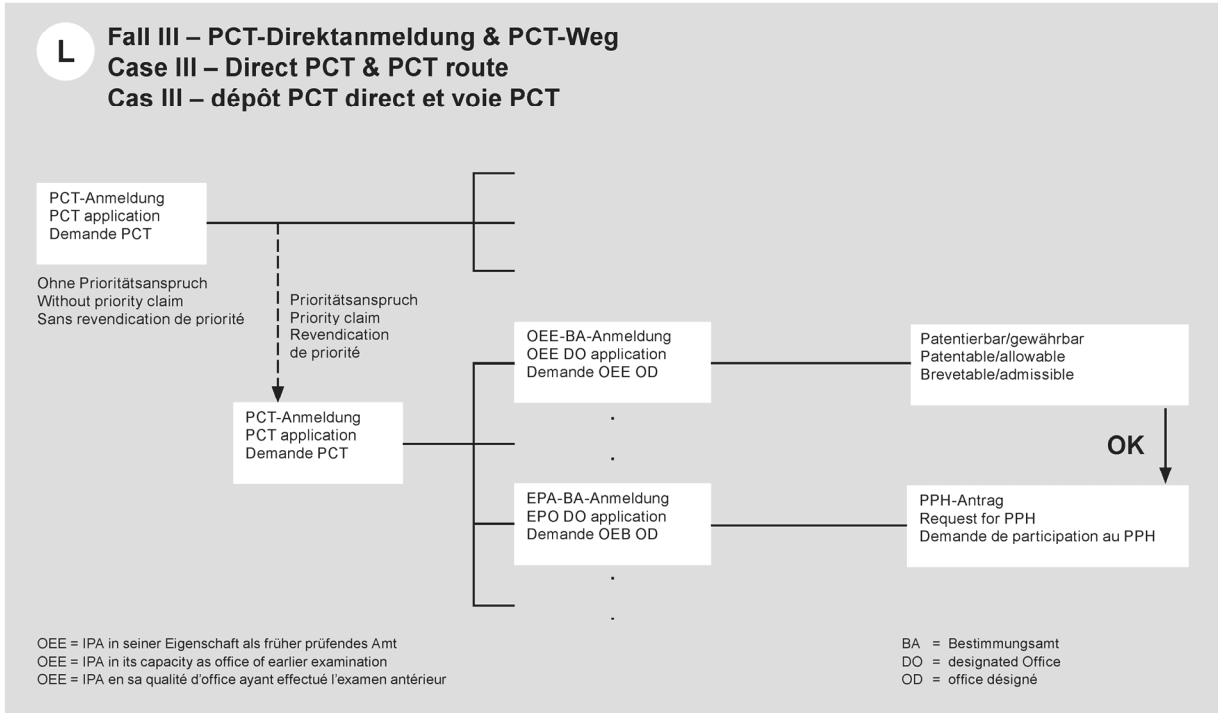 L
Fall III – PCT-Direktanmeldung & PCT-Weg
Case III – Direct PCT & PCT route
Cas III – dépôt PCT direct et voie PCT
PCT-Anmeldung
PCT application
Demande PCT
Ohne Prioritätsanspruch
Without priority claim
Sans revendication de priorité
Prioritätsanspruch
Priority claim
Revendication
de priorité
PCT-Anmeldung
PCT application
Demande PCT
OEE-BA-Anmeldung
OEE DO application
Demande OEE OD
Patentierbar/gewährbar
Patentable/allowable
Brevetable/admissible
OK
EPA-BA-Anmeldung
EPO DO application
Demande OEB OD
PPH-Antrag
Request for PPH
Demande de participation au PPH
OEE = IPA in seiner Eigenschaft als früher prüfendes Amt
OEE = IPA in its capacity as office of earlier examination
OEE = IPA en sa qualité d'office ayant effectué l'examen antérieur
BA = Bestimmungsamt
DO = designated Office
OD = office désigné